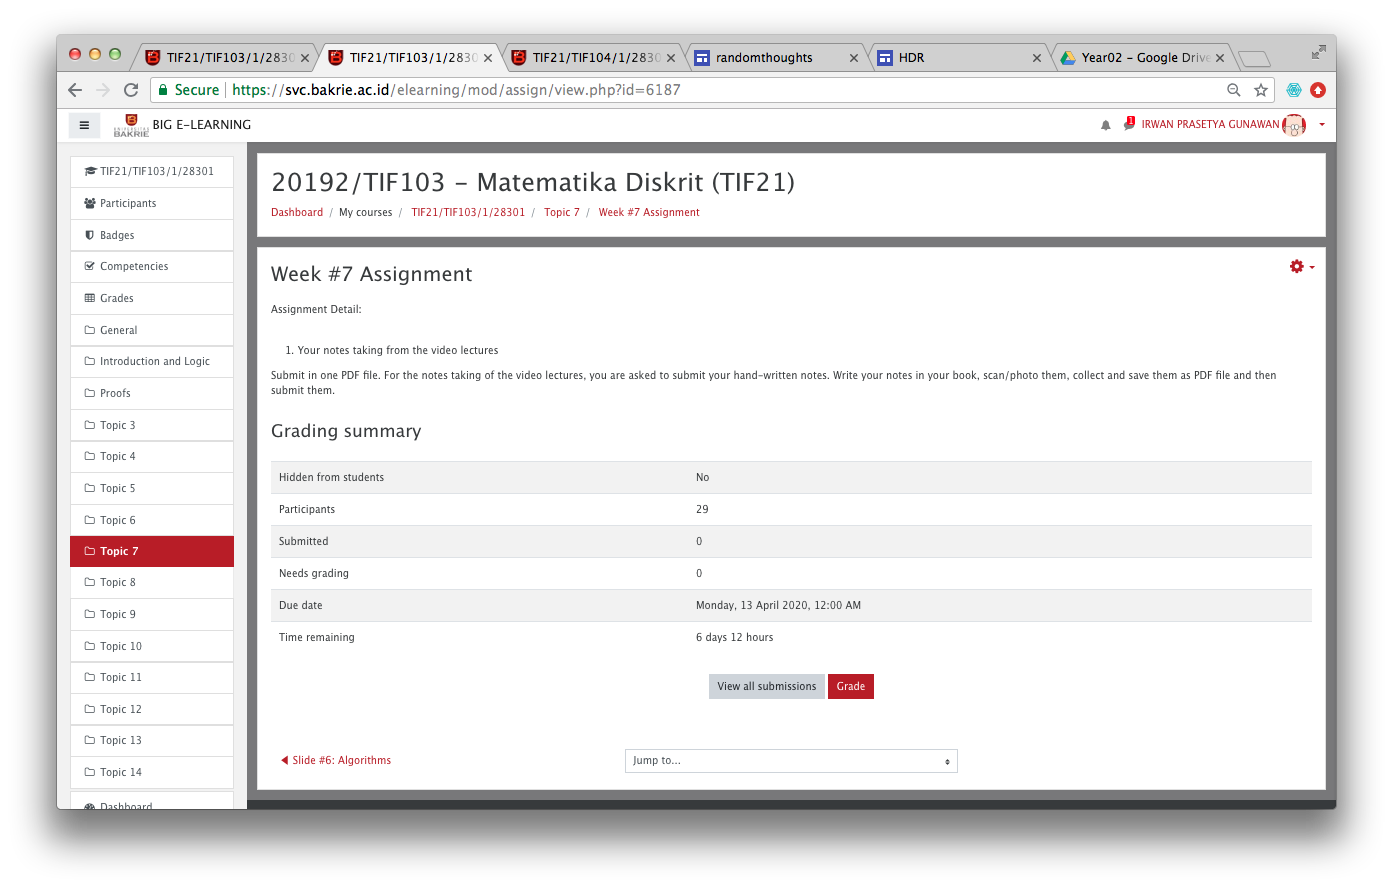 TIF21/TIF103/1/2830
TIF21/TIF103/1/2830
TIF21/TIF104/1/2830
randomthoughts
HDR
Year02 - Google Drive
Secure
https://svc.bakrie.ac.id/elearning/mod/assign/view.php?id=6187
UNIVERSITAS
BAKRIE
BIG E-LEARNING
1
IRWAN PRASETYA GUNAWAN
TIF21/TIF103/1/28301
Participants
Badges
Competencies
Grades
General
Introduction and Logic
Proofs
Topic 3
Topic 4
Topic 5
Topic 6
Topic 7
Topic 8
Topic 9
Topic 10
Topic 11
Topic 12
Topic 13
Topic 14
Dashboard
20192/TIF103 - Matematika Diskrit (TIF21)
Dashboard / My courses / TIF21/TIF103/1/28301 / Topic 7 / Week #7 Assignment
Week #7 Assignment
Assignment Detail:
1. Your notes taking from the video lectures
Submit in one PDF file. For the notes taking of the video lectures, you are asked to submit your hand-written notes. Write your notes in your book, scan/photo them, collect and save them as PDF file and then
submit them.
Grading summary
Hidden from students No
Participants 29
Submitted 0
Needs grading 0
Due date Monday, 13 April 2020, 12:00 AM
Time remaining 6 days 12 hours
View all submissions Grade
◀ Slide #6: Algorithms
Jump to...